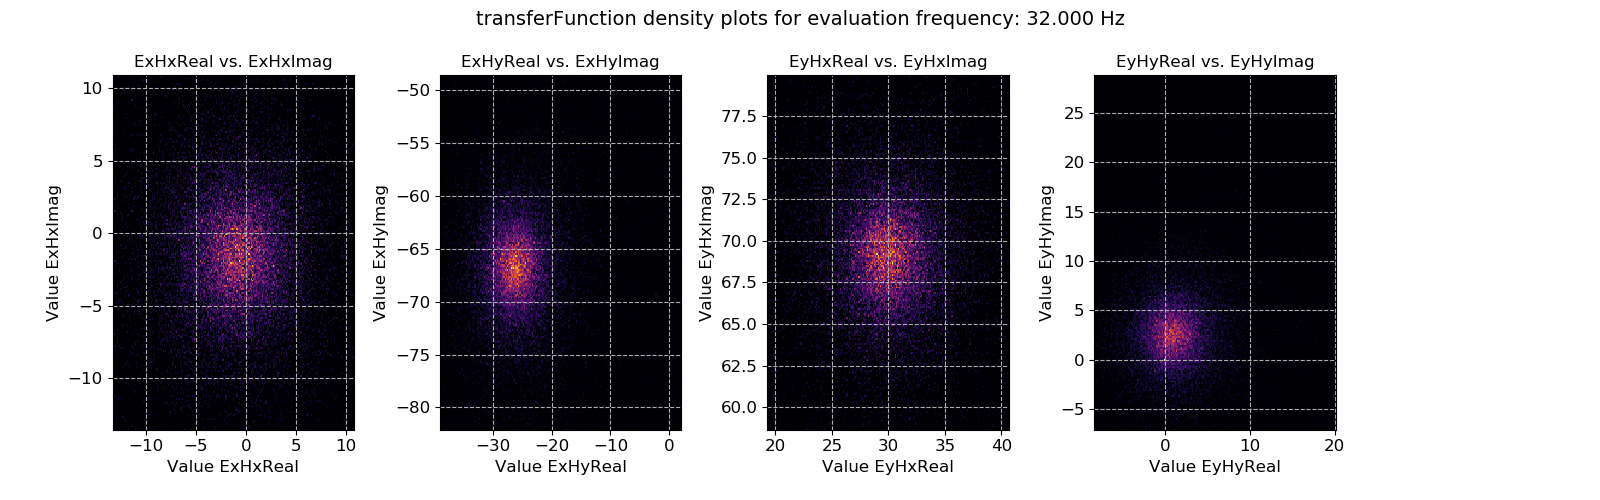 transferFunction density plots for evaluation frequency: 32.000 Hz
ExHxReal vs. ExHxImag
10
5
0
−5
−10
Value ExHxImag
−10 −5 0 5 10
Value ExHxReal
ExHyReal vs. ExHyImag
−50
−55
−60
−65
−70
−75
−80
Value ExHyImag
−30 −20 −10 0
Value ExHyReal
EyHxReal vs. EyHxImag
77.5
75.0
72.5
70.0
67.5
65.0
62.5
60.0
Value EyHxImag
20 25 30 35 40
Value EyHxReal
EyHyReal vs. EyHyImag
25
20
15
10
5
0
−5
Value EyHyImag
0 10 20
Value EyHyReal